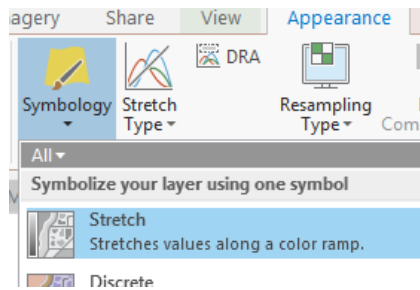 agery Share View Appearance
Symbology Stretch Type DRA Resampling Type Com
All
Symbolize your layer using one symbol
Stretch
Stretches values along a color ramp.
Discrete